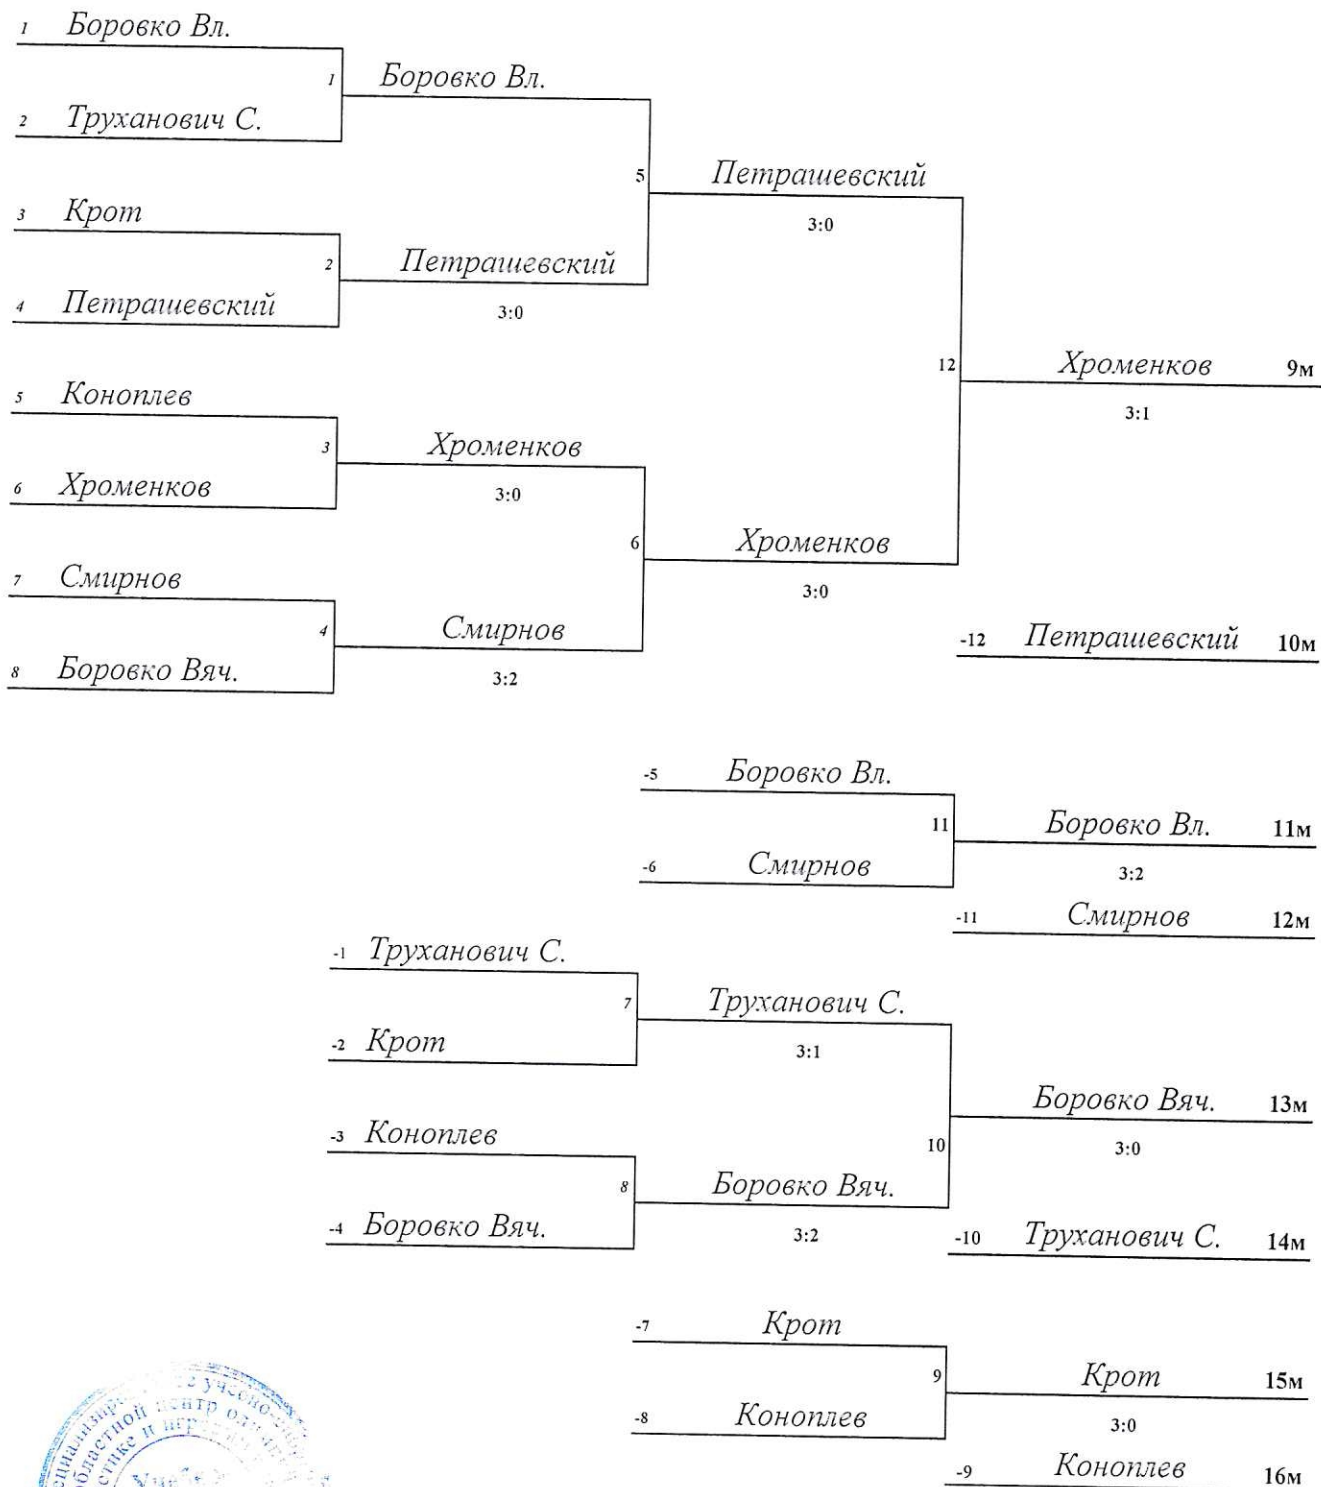 1 Боровко Вл.
1 Боровко Вл.
2 Труханович С.
5 Петрашевский
3:0
3 Крот
2 Петрашевский
3:0
4 Петрашевский
12 Хроменков 9м
3:1
5 Коноплев
3 Хроменков
3:0
6 Хроменков
6 Хроменков
3:0
7 Смирнов
4 Смирнов
3:2
8 Боровко Вяч.
-12 Петрашевский 10м
-5 Боровко Вл.
11 Боровко Вл. 11м
3:2
-6 Смирнов
-11 Смирнов 12м
-1 Труханович С.
7 Труханович С.
3:1
-2 Крот
10 Боровко Вяч. 13м
3:0
-3 Коноплев
8 Боровко Вяч.
3:2
-4 Боровко Вяч.
-10 Труханович С. 14м
-7 Крот
9 Крот 15м
3:0
-8 Коноплев
-9 Коноплев 16м
областной центр